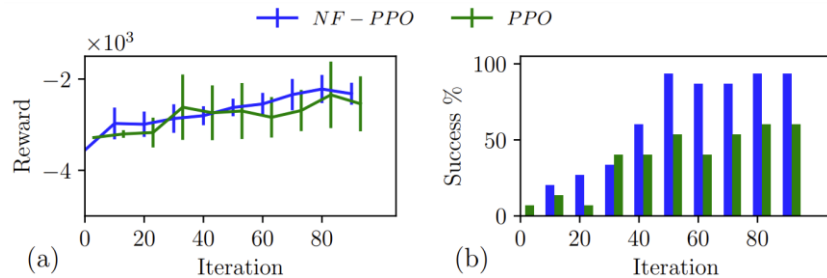 NF − PPO PPO
×10³
−2
−4
Reward
0 20 40 60 80
Iteration
(a)
100
50
0
Success %
0 20 40 60 80
Iteration
(b)